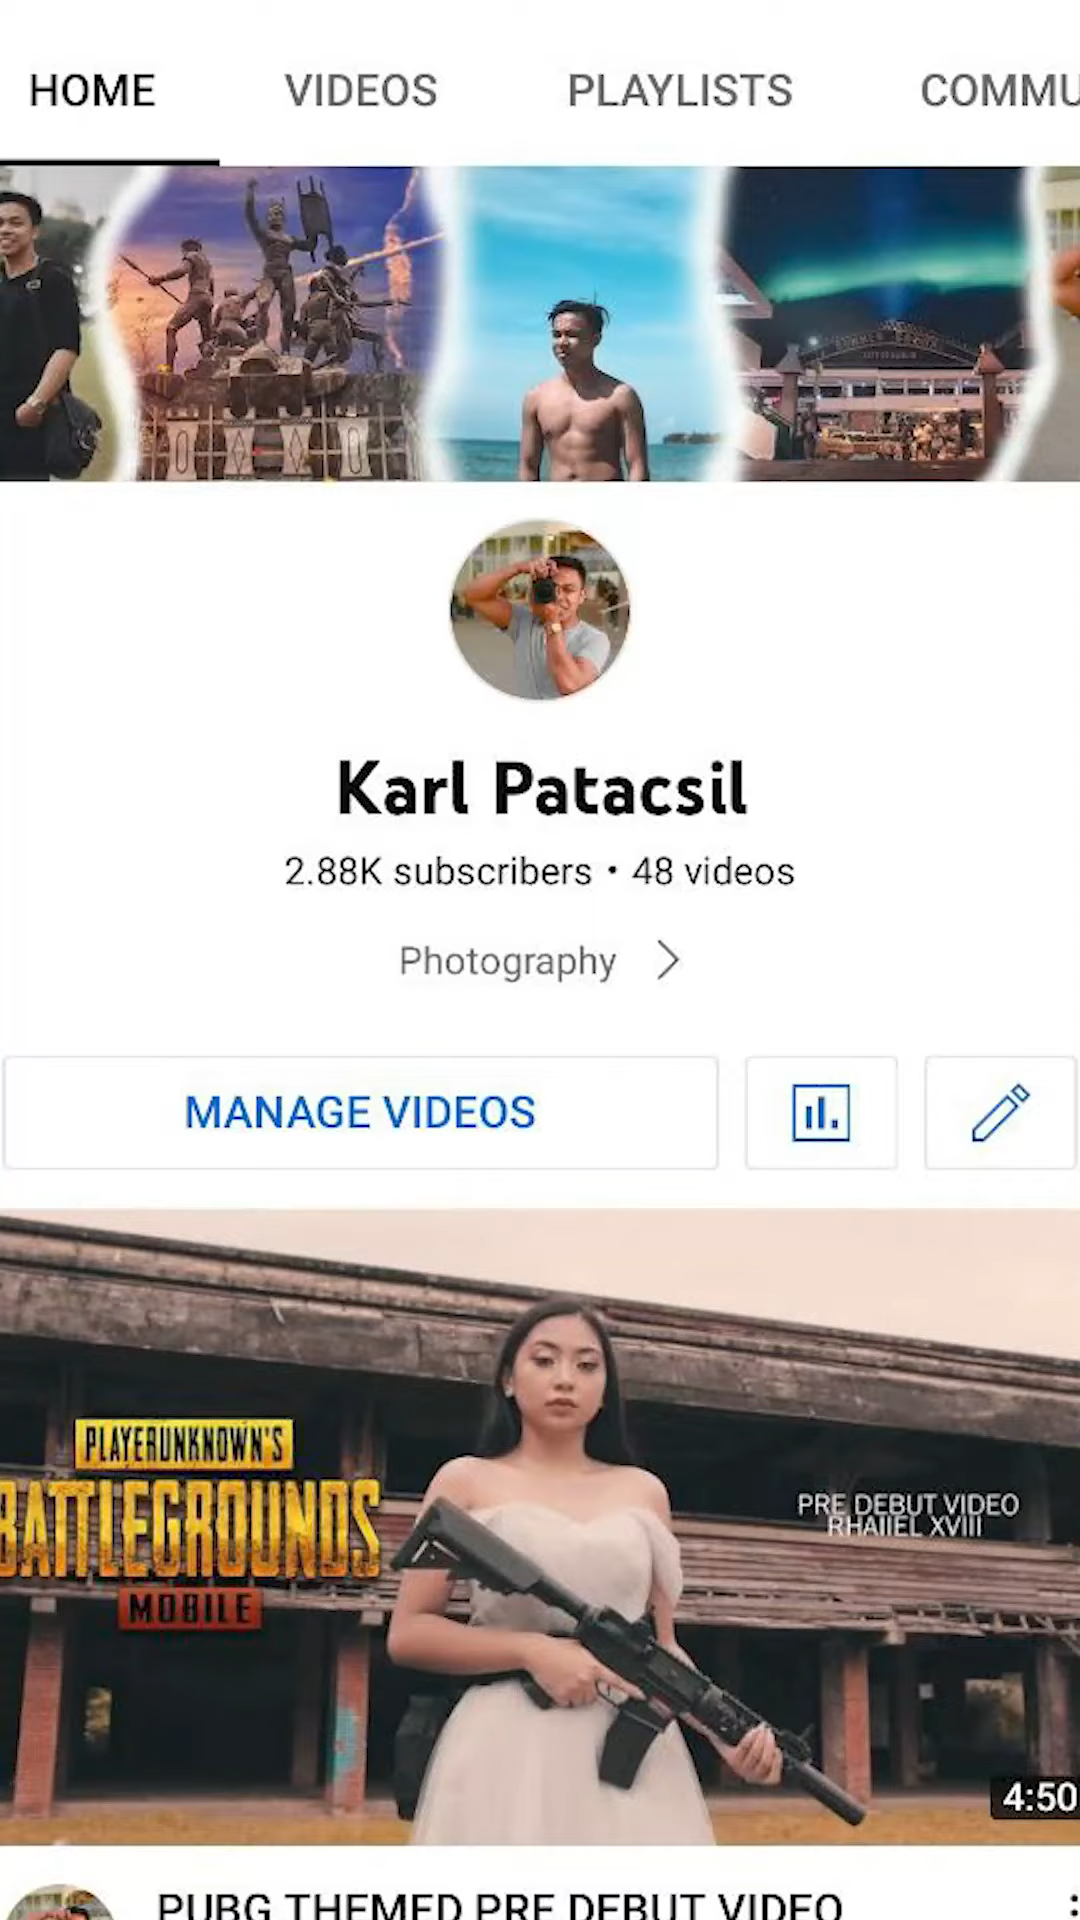 HOME VIDEOS PLAYLISTS COMMU
Karl Patacsil
2.88K subscribers • 48 videos
Photography
MANAGE VIDEOS
PLAYERUNKNOWN'S
BATTLEGROUNDS
MOBILE
PRE DEBUT VIDEO
RHAIIEL XVIII
4:50
PUBG THEMED PRE DEBUT VIDEO